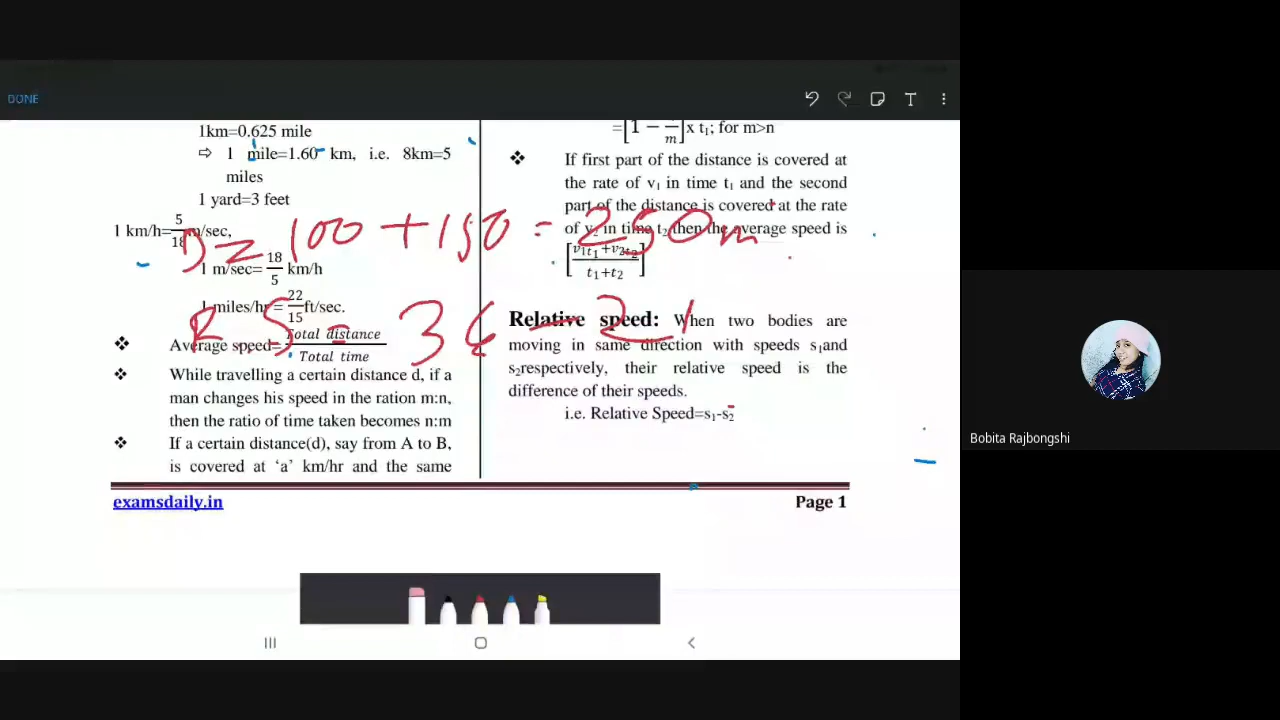 DONE
1km=0.625 mile
⇨ 1 mile=1.60 km, i.e. 8km=5
miles
1 yard=3 feet
1 km/h=5/18 m/sec,
1 m/sec= 18/5 km/h
1 miles/hr = 22/15 ft/sec.
❖ Average speed= Total distance / Total time
❖ While travelling a certain distance d, if a
man changes his speed in the ration m:n,
then the ratio of time taken becomes n:m
❖ If a certain distance(d), say from A to B,
is covered at ‘a’ km/hr and the same
x t₁; for m>n
❖ If first part of the distance is covered at
the rate of v₁ in time t₁ and the second
part of the distance is covered at the rate
of v₂ in time t₂ then the average speed is
[v₁t₁+v₂t₂ / t₁+t₂]
Relative speed: When two bodies are
moving in same direction with speeds s₁and
s₂respectively, their relative speed is the
difference of their speeds.
i.e. Relative Speed=s₁-s₂
D = 100 + 150 = 250m
R.S = 36 - 21
examsdaily.in
Page 1
Bobita Rajbongshi